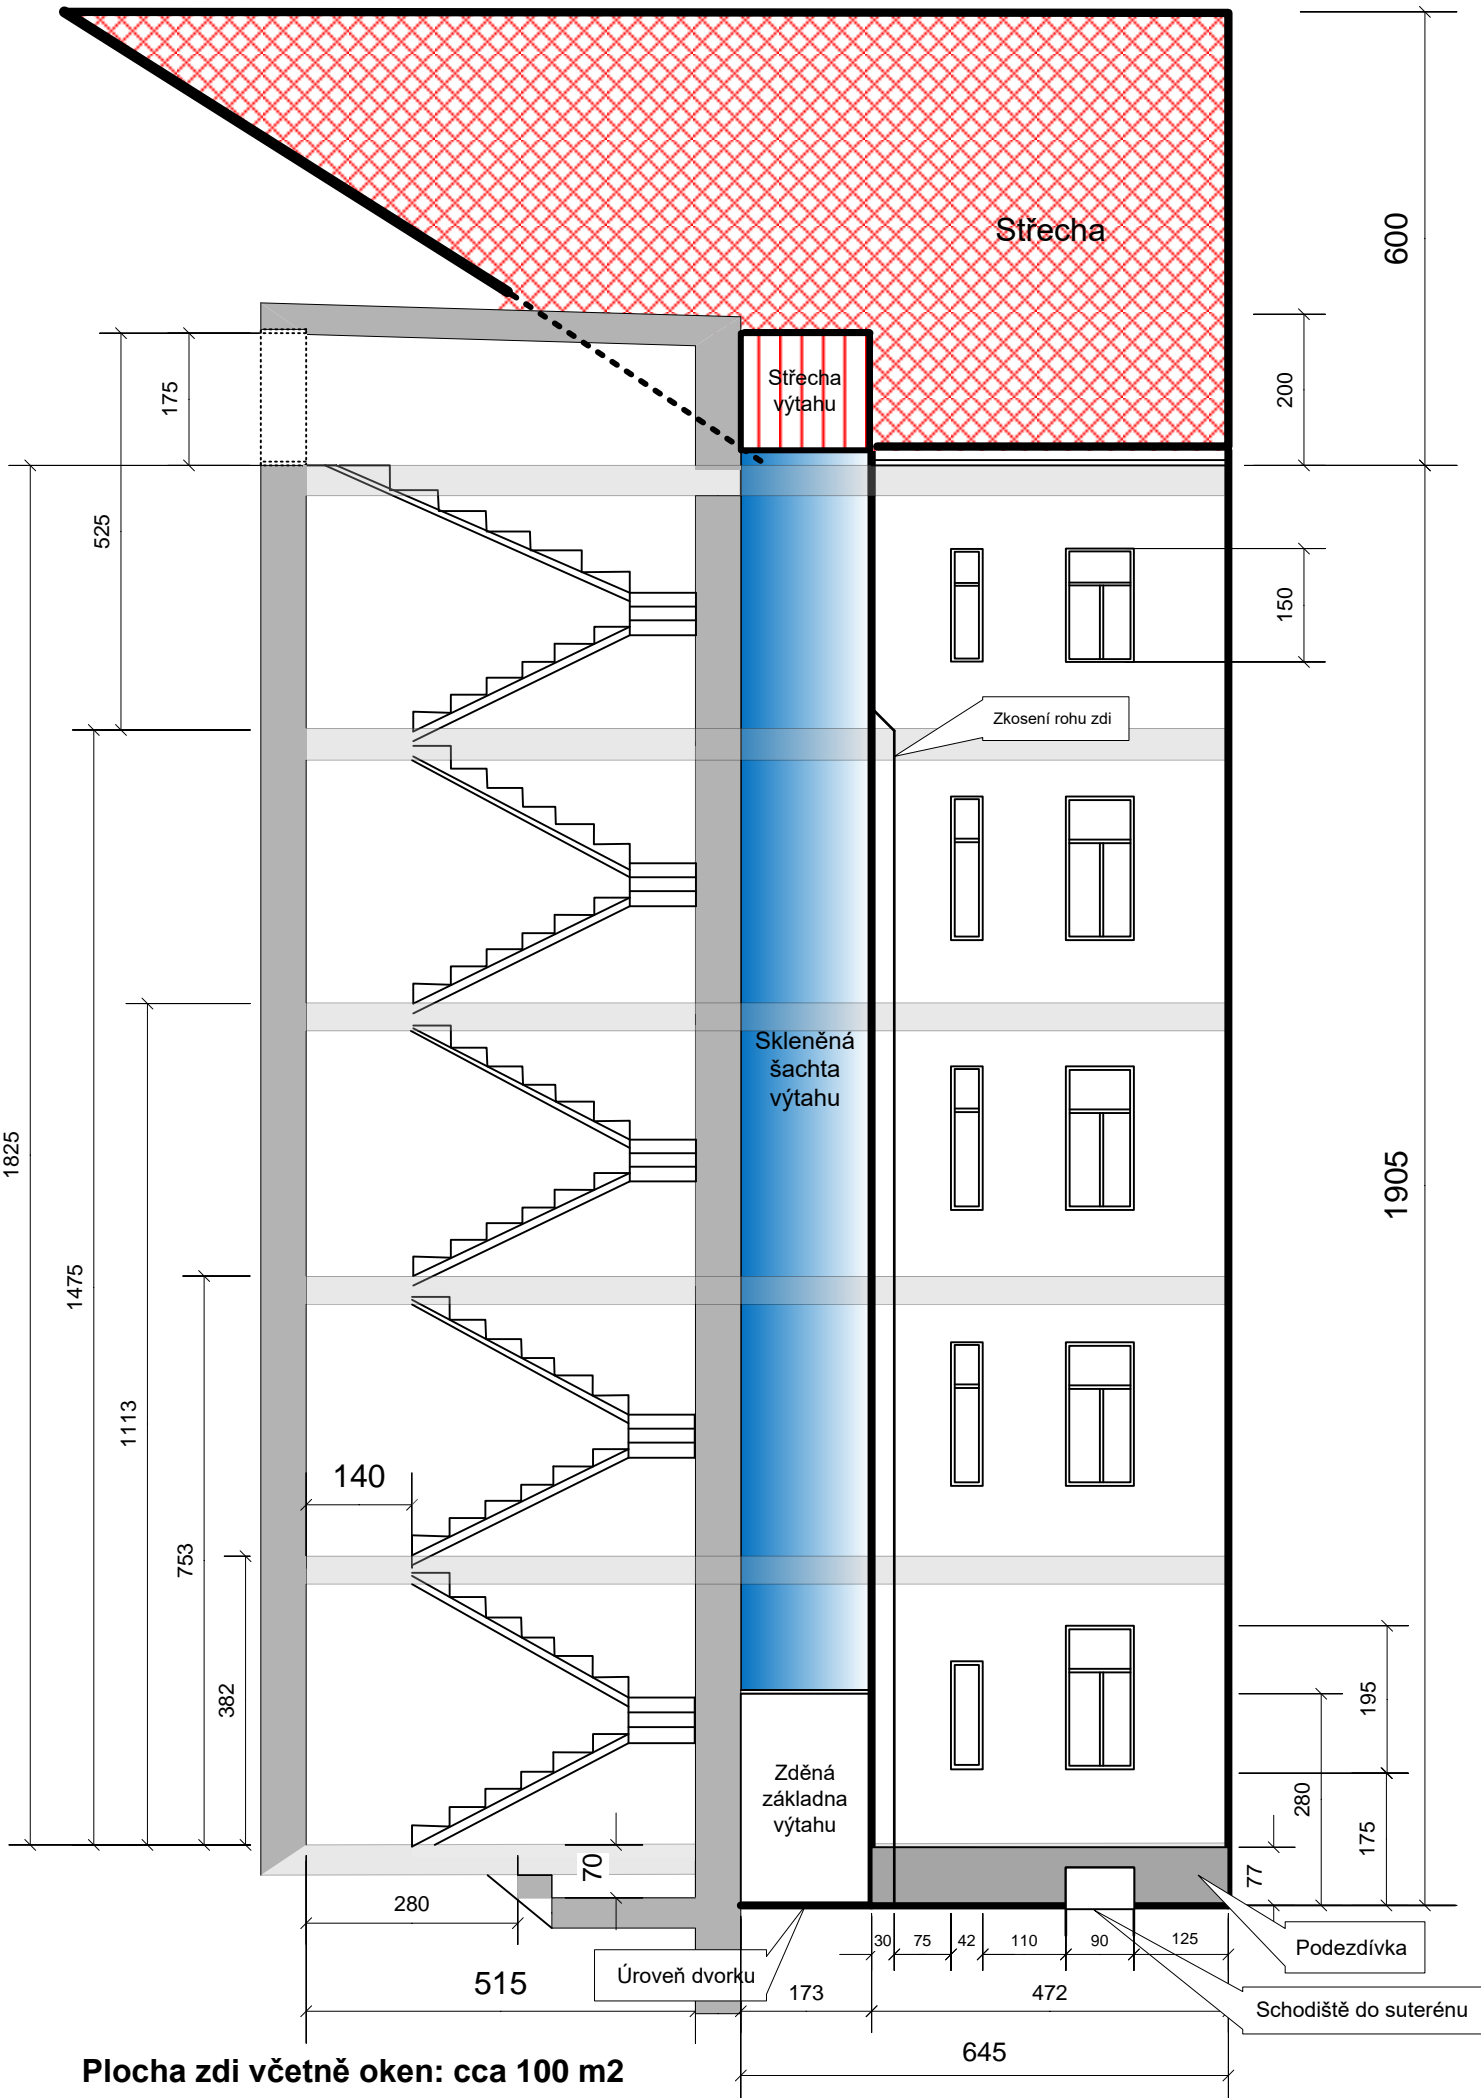 Střecha
600
Střecha
výtahu
200
175
525
150
Zkosení rohu zdi
Skleněná
šachta
výtahu
1825
1905
1475
1113
140
753
382
195
280
175
Zděná
základna
výtahu
70
77
280
30
75
42
110
90
125
Podezdívka
Úroveň dvorku
515
173
472
Schodiště do suterénu
645
Plocha zdi včetně oken: cca 100 m2